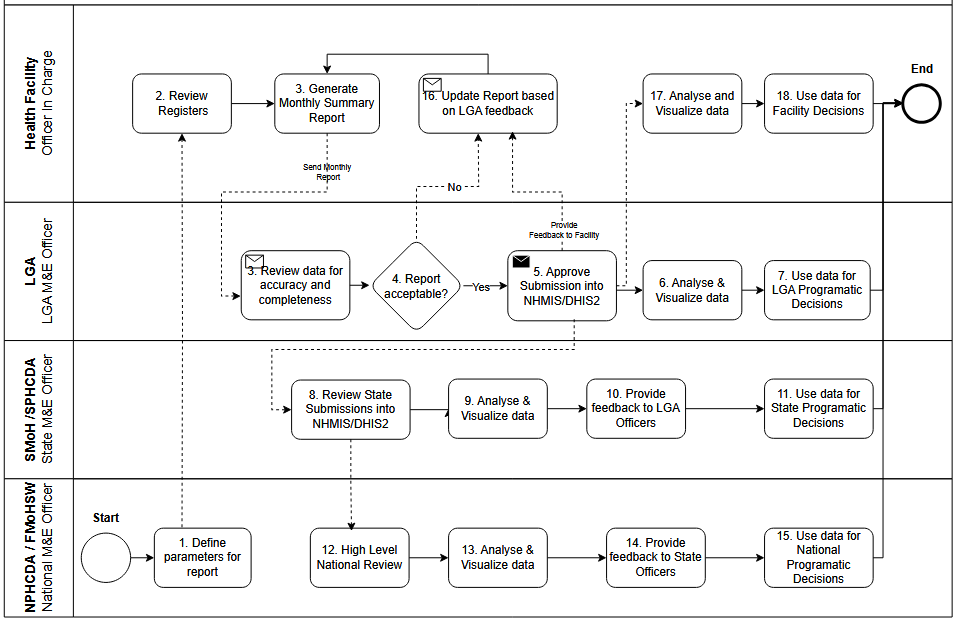 Health Facility
Officer In Charge
2. Review
Registers
3. Generate
Monthly Summary
Report
16. Update Report based
on LGA feedback
17. Analyse and
Visualize data
18. Use data for
Facility Decisions
End
Send Monthly
Report
No
Provide
Feedback to Facility
LGA
LGA M&E Officer
3. Review data for
accuracy and
completeness
4. Report
acceptable?
Yes
5. Approve
Submission into
NHMIS/DHIS2
6. Analyse &
Visualize data
7. Use data for
LGA Programatic
Decisions
SMoH /SPHCDA
State M&E Officer
8. Review State
Submissions into
NHMIS/DHIS2
9. Analyse &
Visualize data
10. Provide
feedback to LGA
Officers
11. Use data for
State Programatic
Decisions
NPHCDA / FMoHSW
National M&E Officer
Start
1. Define
parameters for
report
12. High Level
National Review
13. Analyse &
Visualize data
14. Provide
feedback to State
Officers
15. Use data for
National
Programatic
Decisions